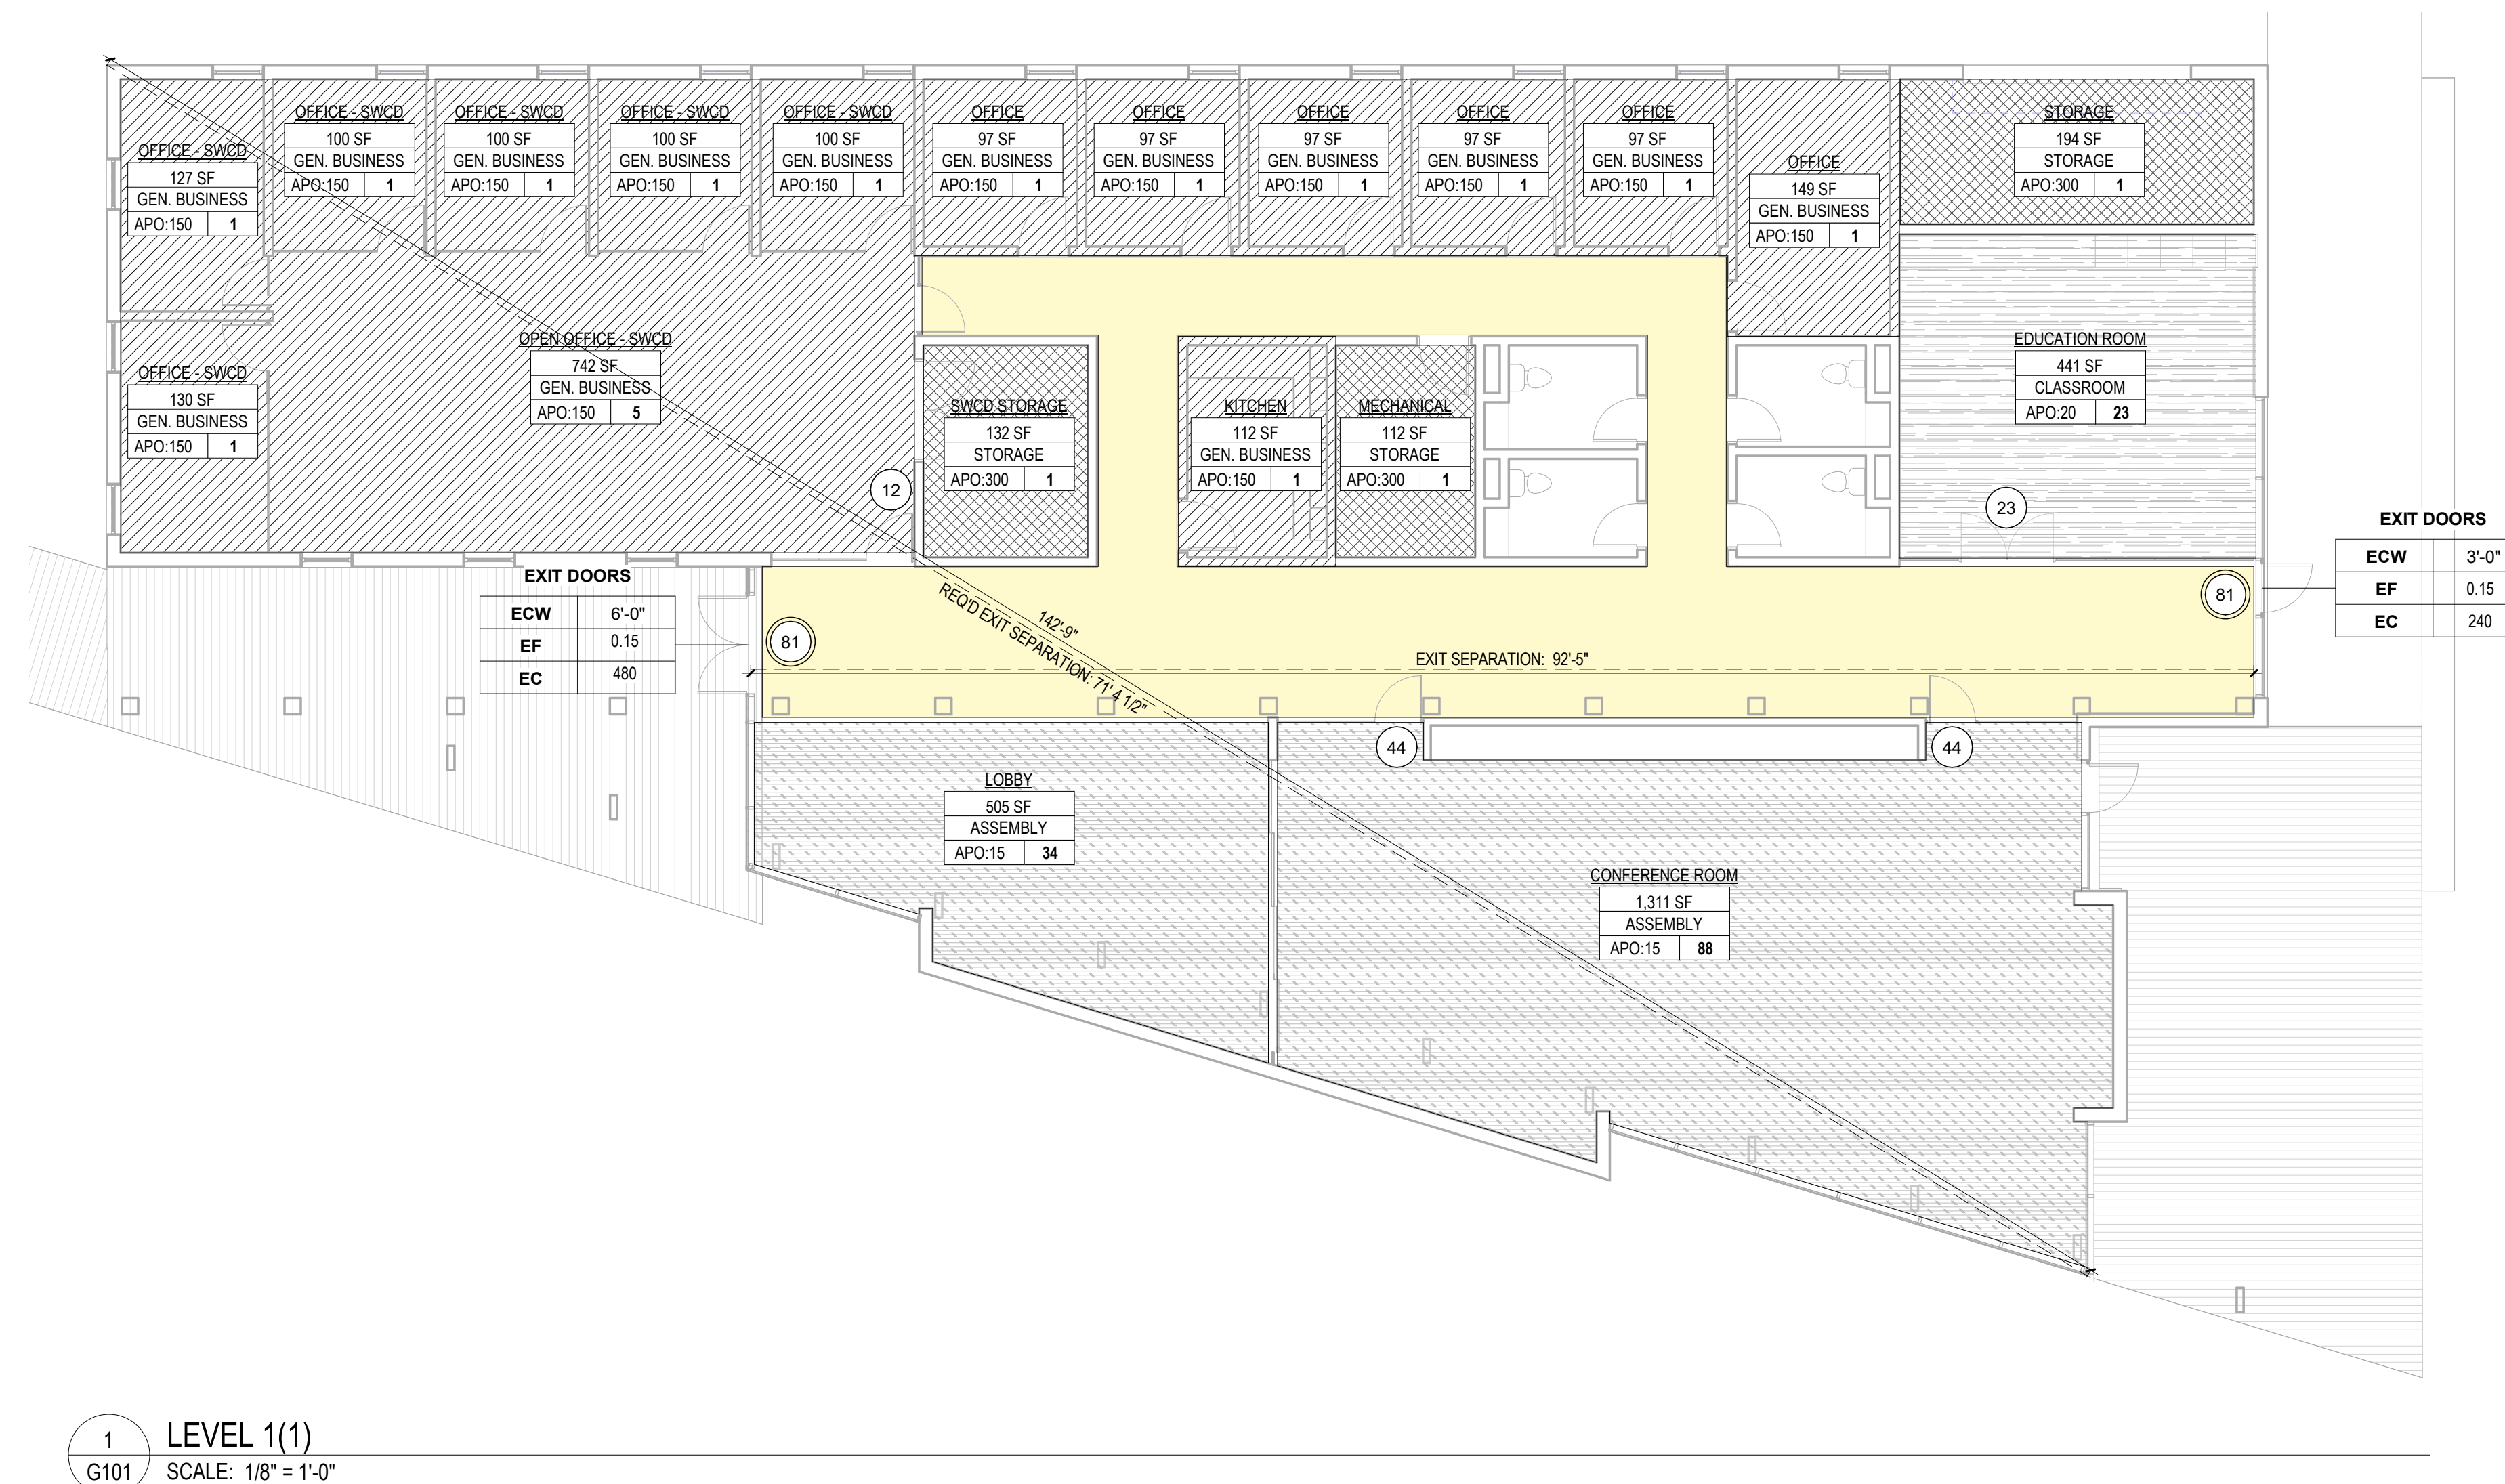 OFFICE - SWCD
127 SF
GEN. BUSINESS
APO:150 1
OFFICE - SWCD
100 SF
GEN. BUSINESS
APO:150 1
OFFICE - SWCD
100 SF
GEN. BUSINESS
APO:150 1
OFFICE - SWCD
100 SF
GEN. BUSINESS
APO:150 1
OFFICE - SWCD
100 SF
GEN. BUSINESS
APO:150 1
OFFICE
97 SF
GEN. BUSINESS
APO:150 1
OFFICE
97 SF
GEN. BUSINESS
APO:150 1
OFFICE
97 SF
GEN. BUSINESS
APO:150 1
OFFICE
97 SF
GEN. BUSINESS
APO:150 1
OFFICE
97 SF
GEN. BUSINESS
APO:150 1
OFFICE
149 SF
GEN. BUSINESS
APO:150 1
STORAGE
194 SF
STORAGE
APO:300 1
OFFICE - SWCD
130 SF
GEN. BUSINESS
APO:150 1
OPEN OFFICE - SWCD
742 SF
GEN. BUSINESS
APO:150 5
12
SWCD STORAGE
132 SF
STORAGE
APO:300 1
KITCHEN
112 SF
GEN. BUSINESS
APO:150 1
MECHANICAL
112 SF
STORAGE
APO:300 1
EDUCATION ROOM
441 SF
CLASSROOM
APO:20 23
23
EXIT DOORS
ECW 3'-0"
EF 0.15
EC 240
EXIT DOORS
ECW 6'-0"
EF 0.15
EC 480
81
81
142'-9"
REQ'D EXIT SEPARATION: 71' 4 1/2"
EXIT SEPARATION: 92'-5"
44
44
LOBBY
505 SF
ASSEMBLY
APO:15 34
CONFERENCE ROOM
1,311 SF
ASSEMBLY
APO:15 88
1
G101
LEVEL 1(1)
SCALE: 1/8" = 1'-0"